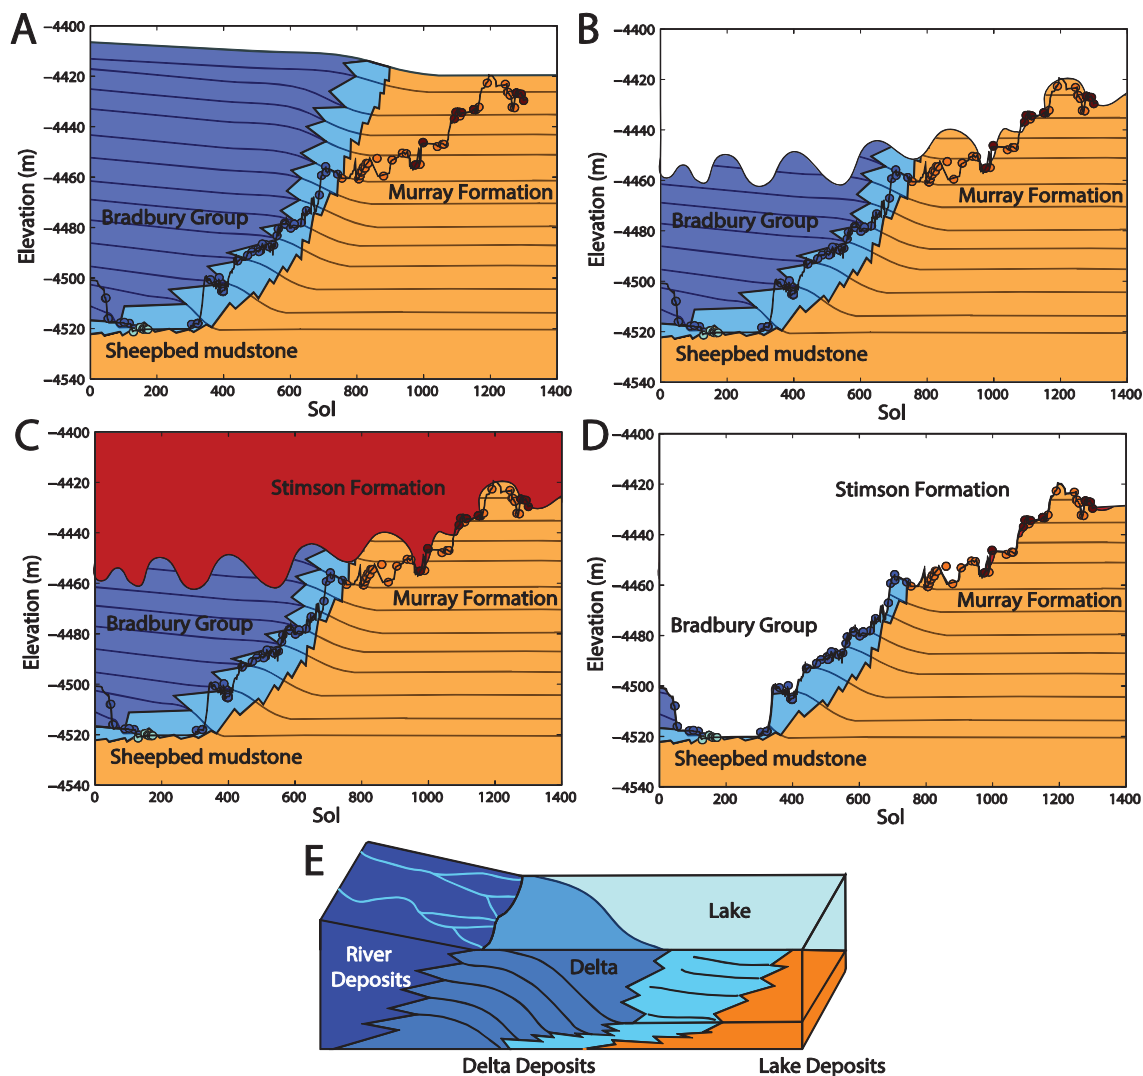 A
−4400
−4420
−4440
−4460
−4480
−4500
−4520
−4540
Elevation (m)
Bradbury Group
Murray Formation
Sheepbed mudstone
0 200 400 600 800 1000 1200 1400
Sol
B
−4400
−4420
−4440
−4460
−4480
−4500
−4520
−4540
Elevation (m)
Bradbury Group
Murray Formation
Sheepbed mudstone
0 200 400 600 800 1000 1200 1400
Sol
C
−4400
−4420
−4440
−4460
−4480
−4500
−4520
−4540
Elevation (m)
Stimson Formation
Murray Formation
Bradbury Group
Sheepbed mudstone
0 200 400 600 800 1000 1200 1400
Sol
D
−4400
−4420
−4440
−4460
−4480
−4500
−4520
−4540
Elevation (m)
Stimson Formation
Murray Formation
Bradbury Group
Sheepbed mudstone
0 200 400 600 800 1000 1200 1400
Sol
E
Lake
River
Deposits
Delta
Delta Deposits
Lake Deposits